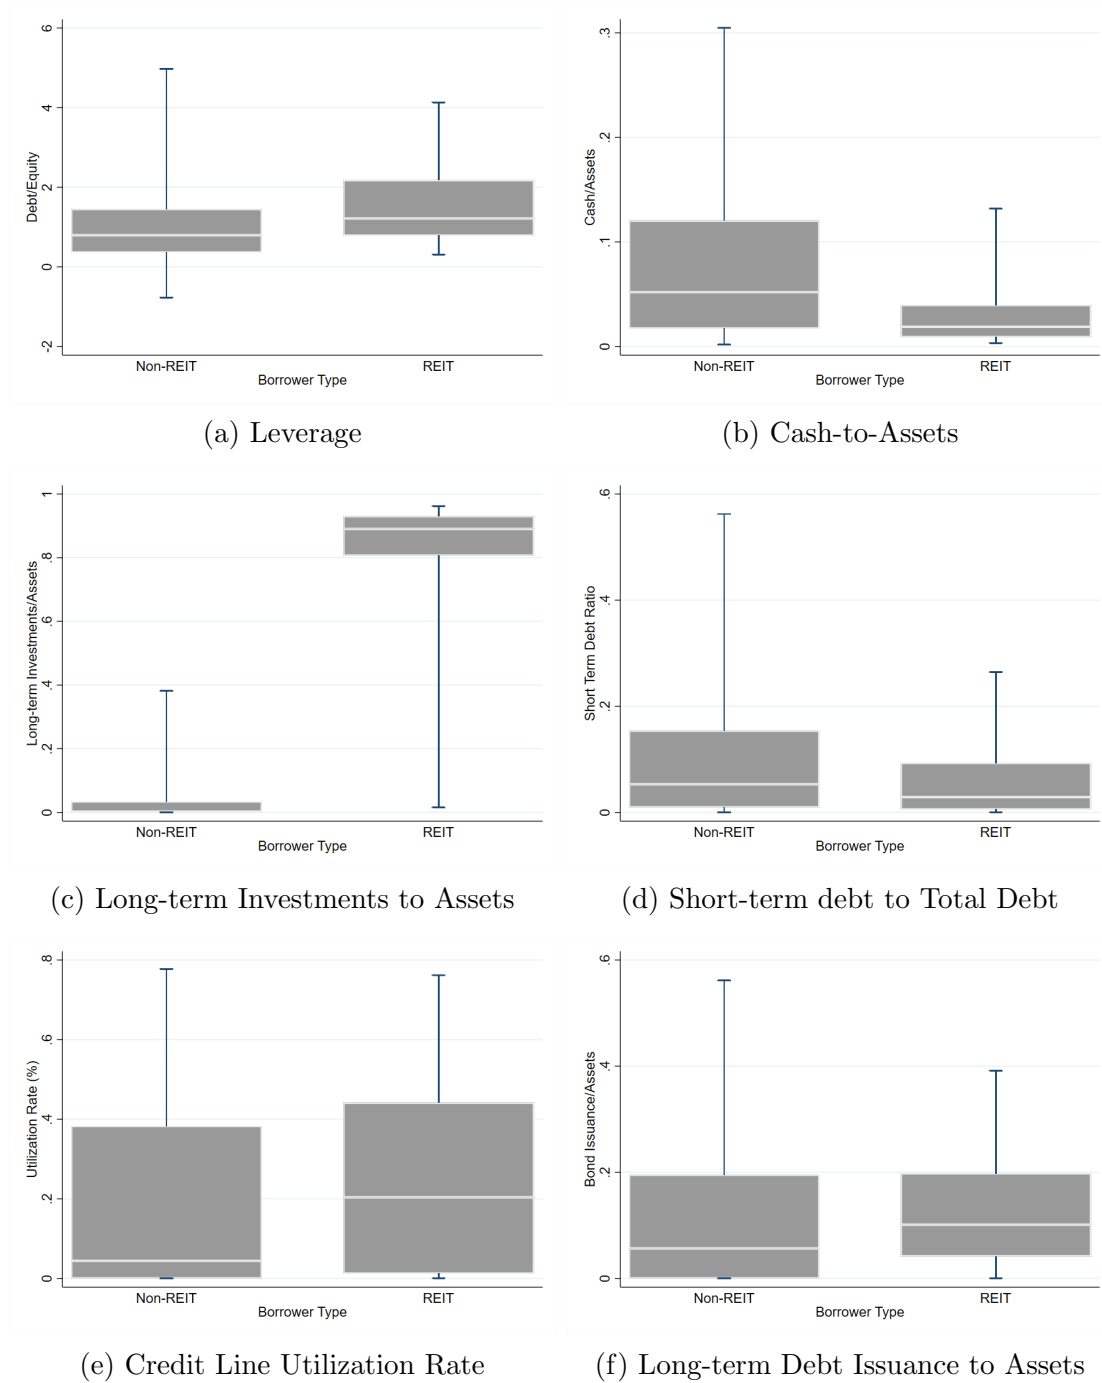 Debt/Equity
6
4
2
0
-2
Non-REIT REIT
Borrower Type
(a) Leverage
Cash/Assets
.3
.2
.1
0
Non-REIT REIT
Borrower Type
(b) Cash-to-Assets
Long-term Investments/Assets
1
.8
.6
.4
.2
0
Non-REIT REIT
Borrower Type
(c) Long-term Investments to Assets
Short Term Debt Ratio
.6
.4
.2
0
Non-REIT REIT
Borrower Type
(d) Short-term debt to Total Debt
Utilization Rate (%)
.8
.6
.4
.2
0
Non-REIT REIT
Borrower Type
(e) Credit Line Utilization Rate
Bond Issuance/Assets
.6
.4
.2
0
Non-REIT REIT
Borrower Type
(f) Long-term Debt Issuance to Assets